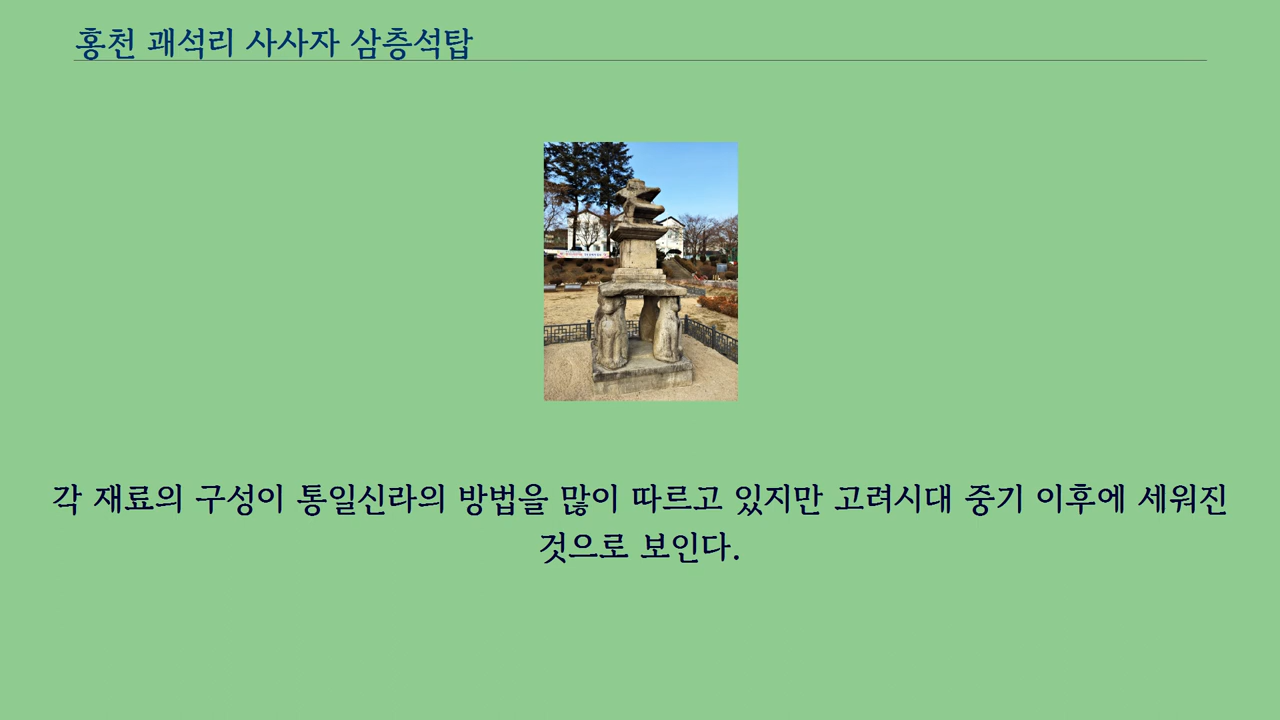 홍천 괘석리 사사자 삼층석탑
각 재료의 구성이 통일신라의 방법을 많이 따르고 있지만 고려시대 중기 이후에 세워진
것으로 보인다.